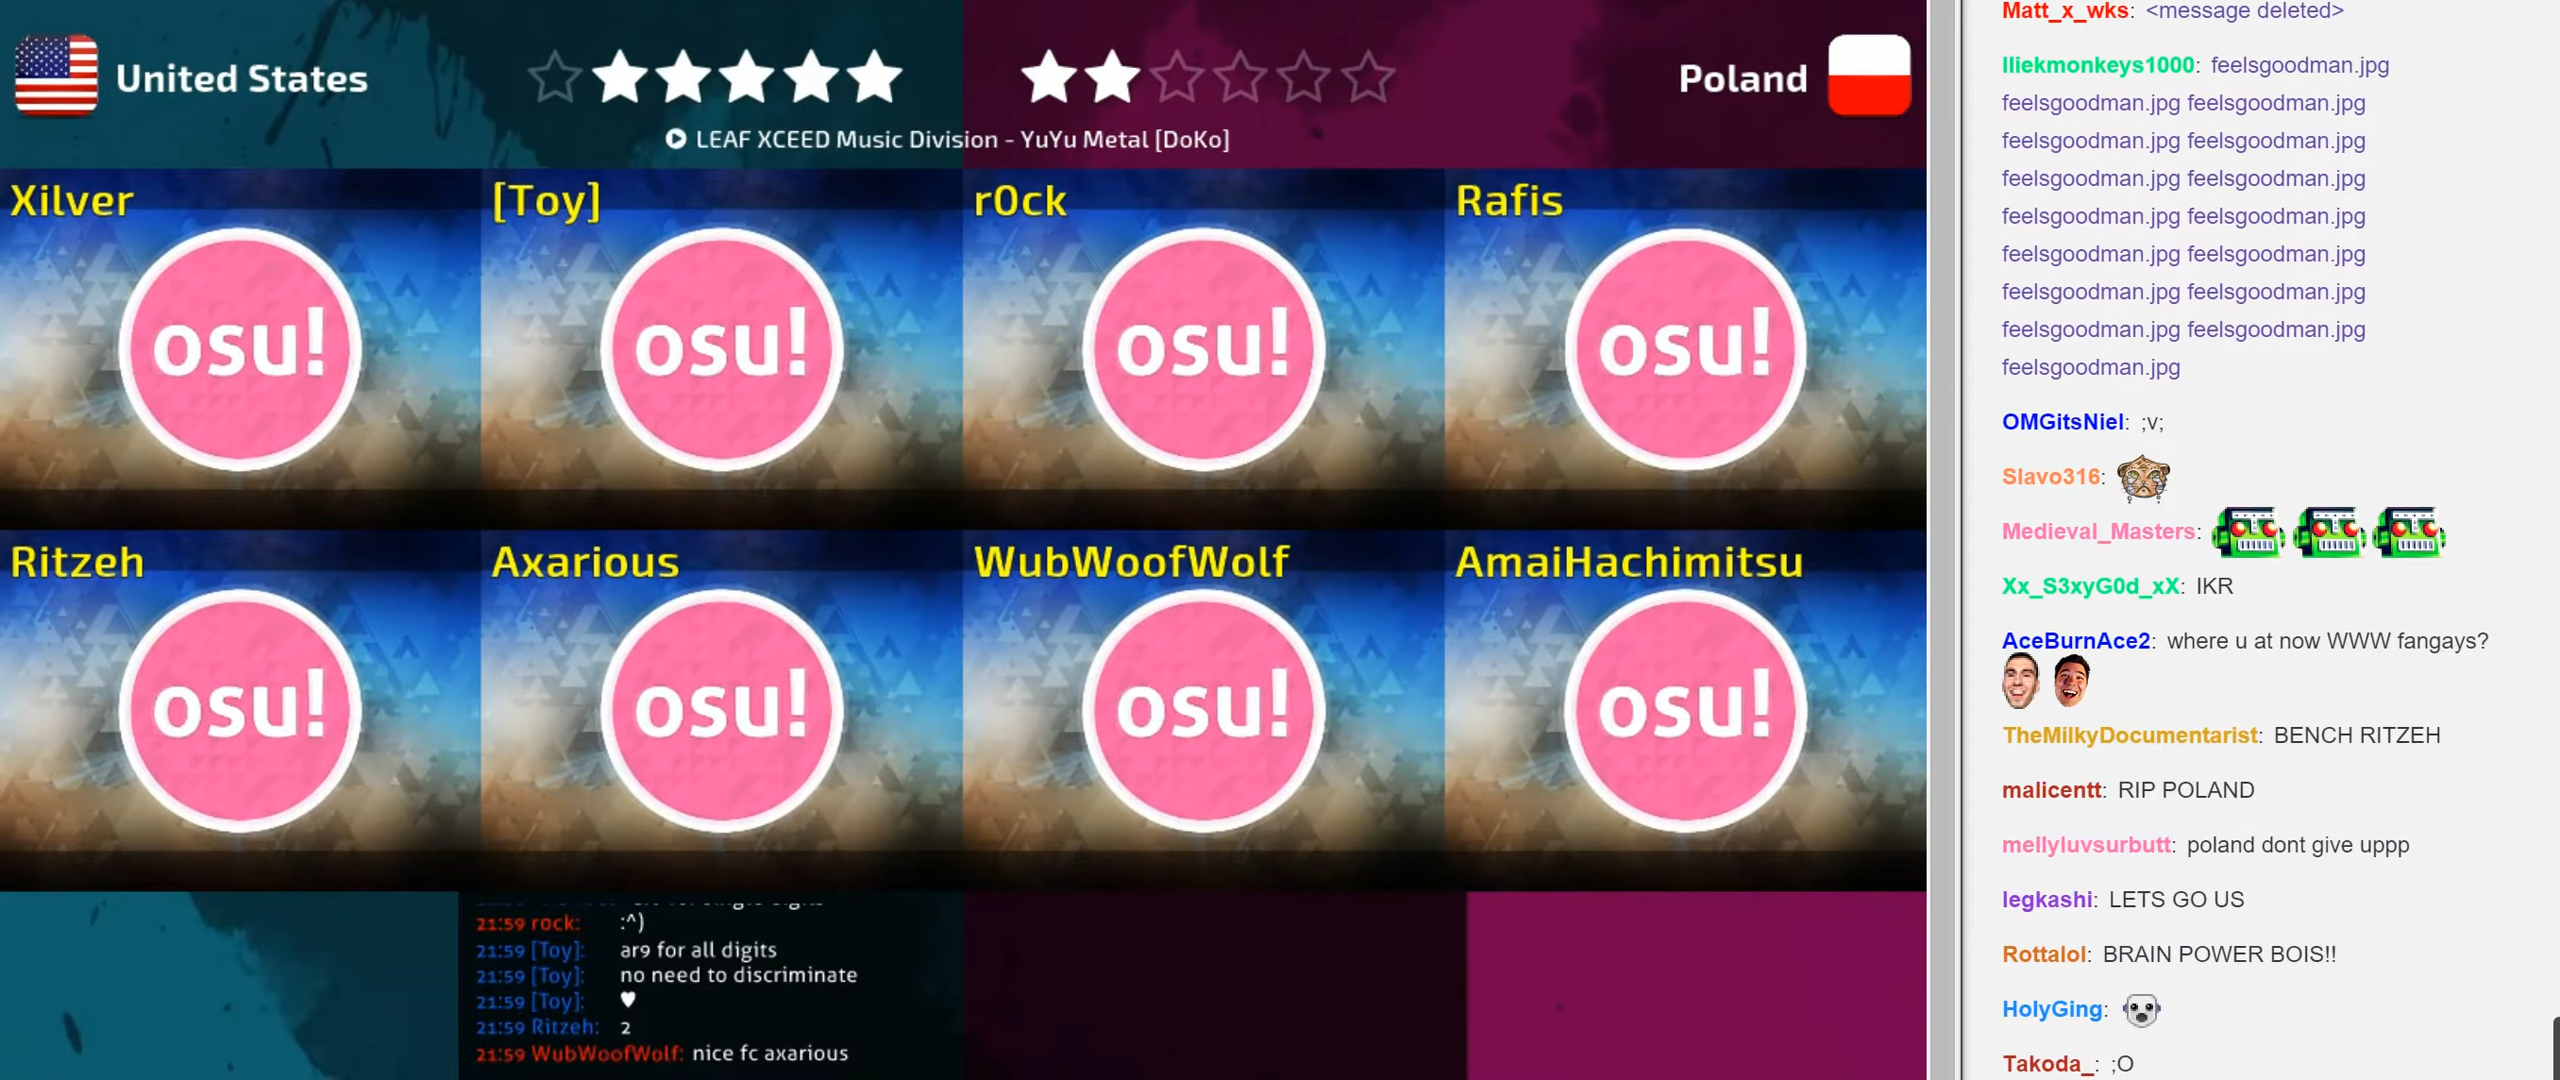 United States
Poland
LEAF XCEED Music Division - YuYu Metal [DoKo]
Xilver
[Toy]
r0ck
Rafis
osu!
osu!
osu!
osu!
Ritzeh
Axarious
WubWoofWolf
AmaiHachimitsu
osu!
osu!
osu!
osu!
21:59 rock: :^)
21:59 [Toy]: ar9 for all digits
21:59 [Toy]: no need to discriminate
21:59 [Toy]: ♥
21:59 Ritzeh: 2
21:59 WubWoofWolf: nice fc axarious
Matt_x_wks: <message deleted>
Iliekmonkeys1000: feelsgoodman.jpg
feelsgoodman.jpg feelsgoodman.jpg
feelsgoodman.jpg feelsgoodman.jpg
feelsgoodman.jpg feelsgoodman.jpg
feelsgoodman.jpg feelsgoodman.jpg
feelsgoodman.jpg feelsgoodman.jpg
feelsgoodman.jpg feelsgoodman.jpg
feelsgoodman.jpg feelsgoodman.jpg
feelsgoodman.jpg
OMGitsNiel: ;v;
Slavo316:
Medieval_Masters:
Xx_S3xyG0d_xX: IKR
AceBurnAce2: where u at now WWW fangays?
TheMilkyDocumentarist: BENCH RITZEH
malicentt: RIP POLAND
mellyluvsurbutt: poland dont give uppp
legkashi: LETS GO US
Rottalol: BRAIN POWER BOIS!!
HolyGing:
Takoda_: ;O